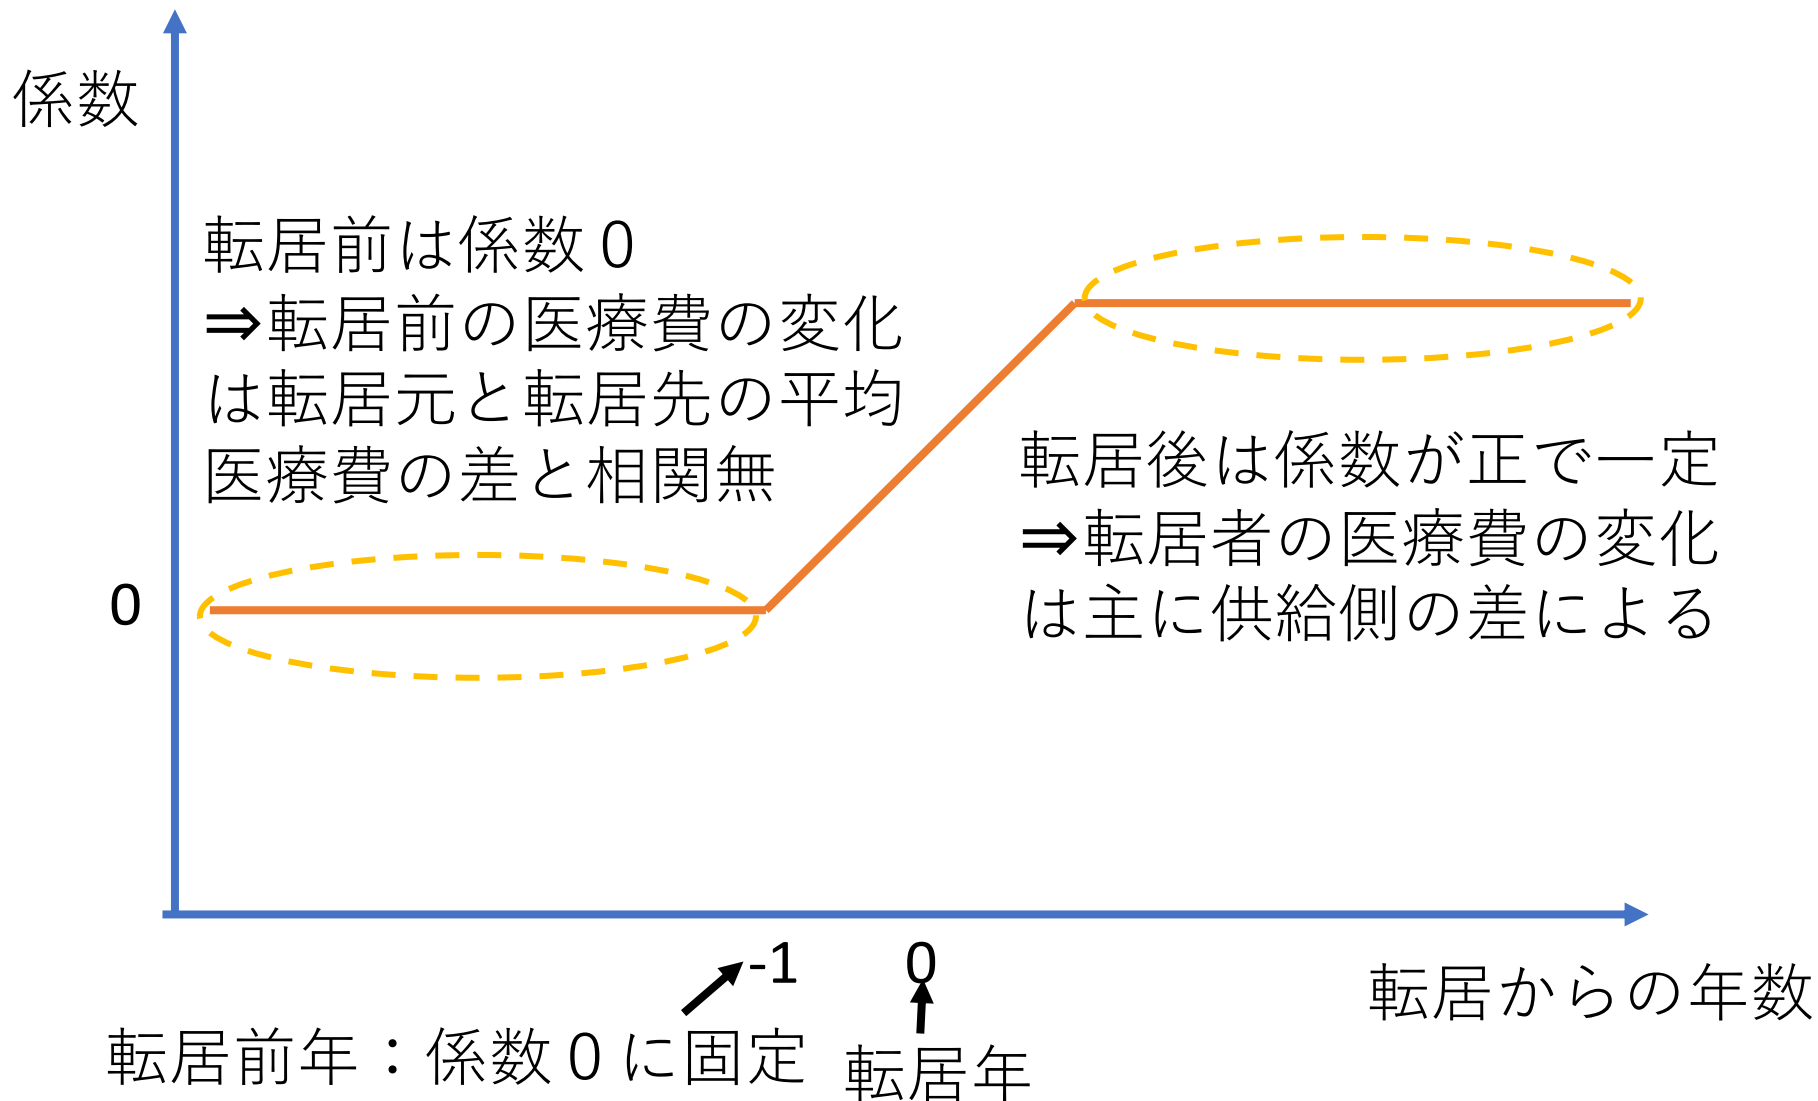 係数
転居前は係数0
⇒転居前の医療費の変化
は転居元と転居先の平均
医療費の差と相関無
転居後は係数が正で一定
⇒転居者の医療費の変化
は主に供給側の差による
0
-1
0
転居からの年数
転居前年：係数0に固定
転居年